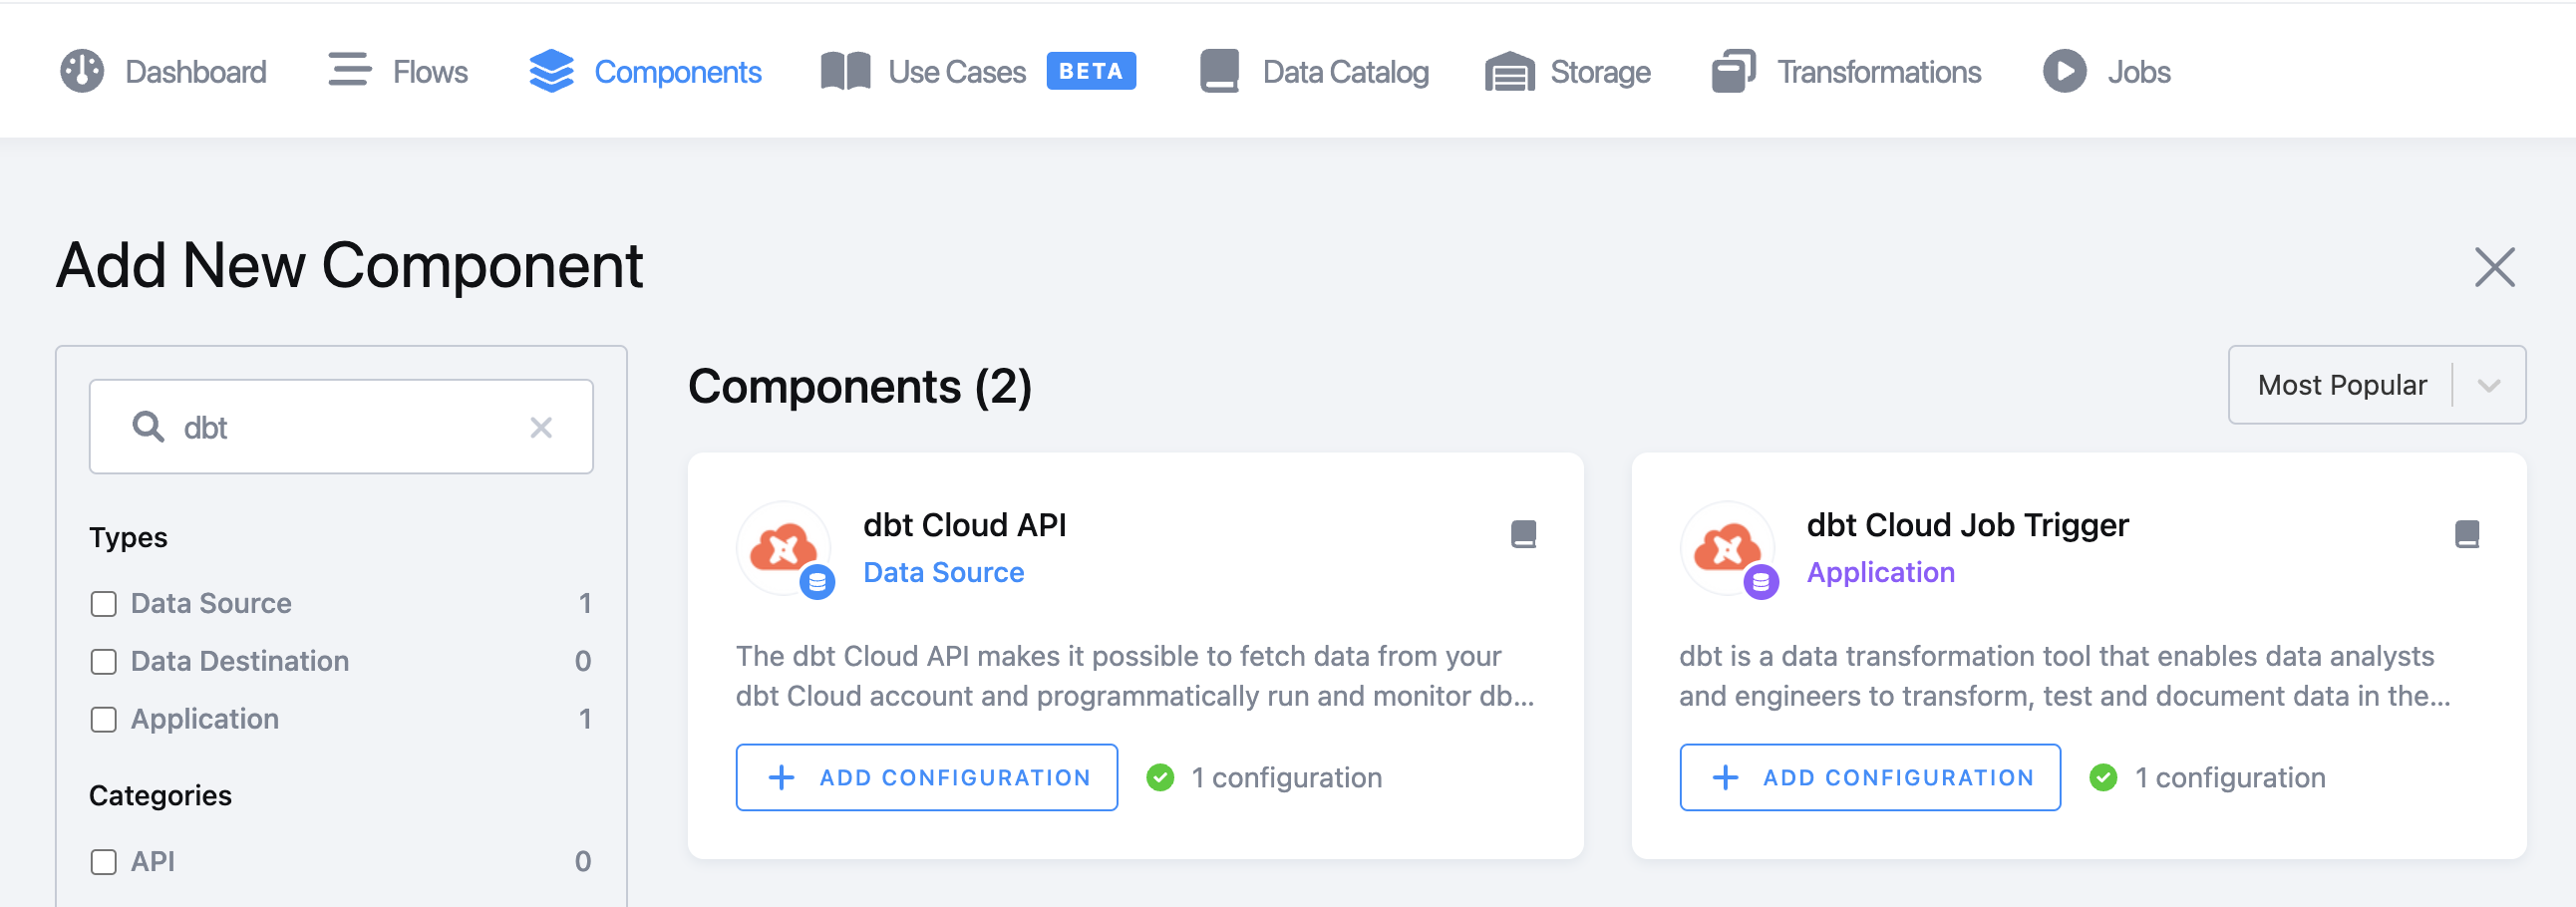 Dashboard Flows Components Use Cases BETA Data Catalog Storage Transformations Jobs
Add New Component
dbt
Types
Data Source 1
Data Destination 0
Application 1
Categories
API 0
Components (2)
Most Popular
dbt Cloud API
Data Source
The dbt Cloud API makes it possible to fetch data from your
dbt Cloud account and programmatically run and monitor db...
ADD CONFIGURATION 1 configuration
dbt Cloud Job Trigger
Application
dbt is a data transformation tool that enables data analysts
and engineers to transform, test and document data in the...
ADD CONFIGURATION 1 configuration